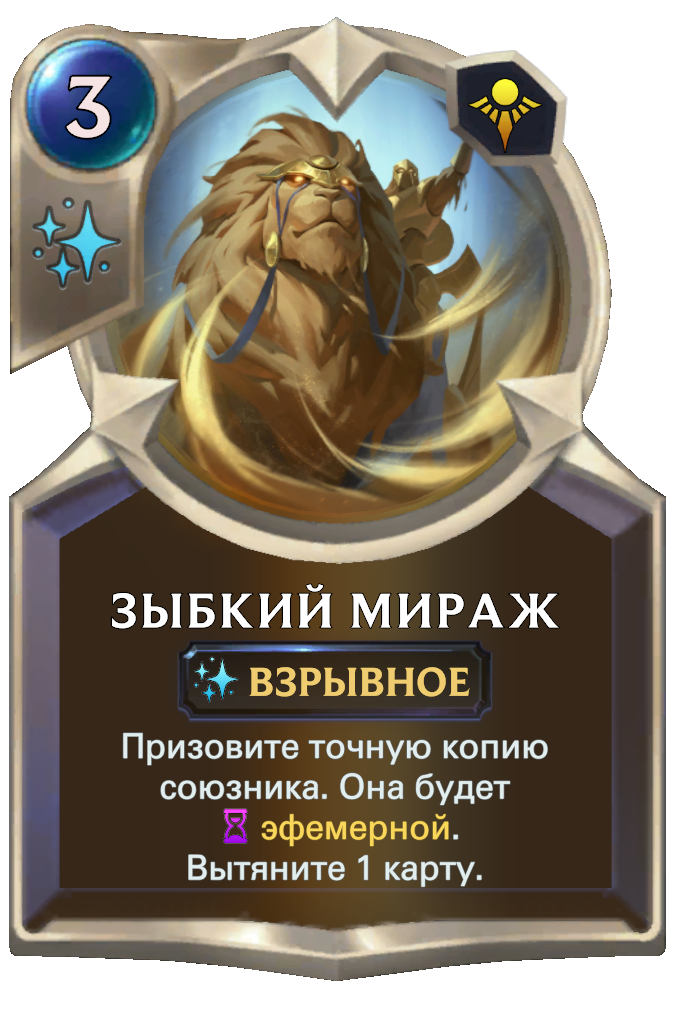 3
ЗЫБКИЙ МИРАЖ
ВЗРЫВНОЕ
Призовите точную копию
союзника. Она будет
эфемерной.
Вытяните 1 карту.